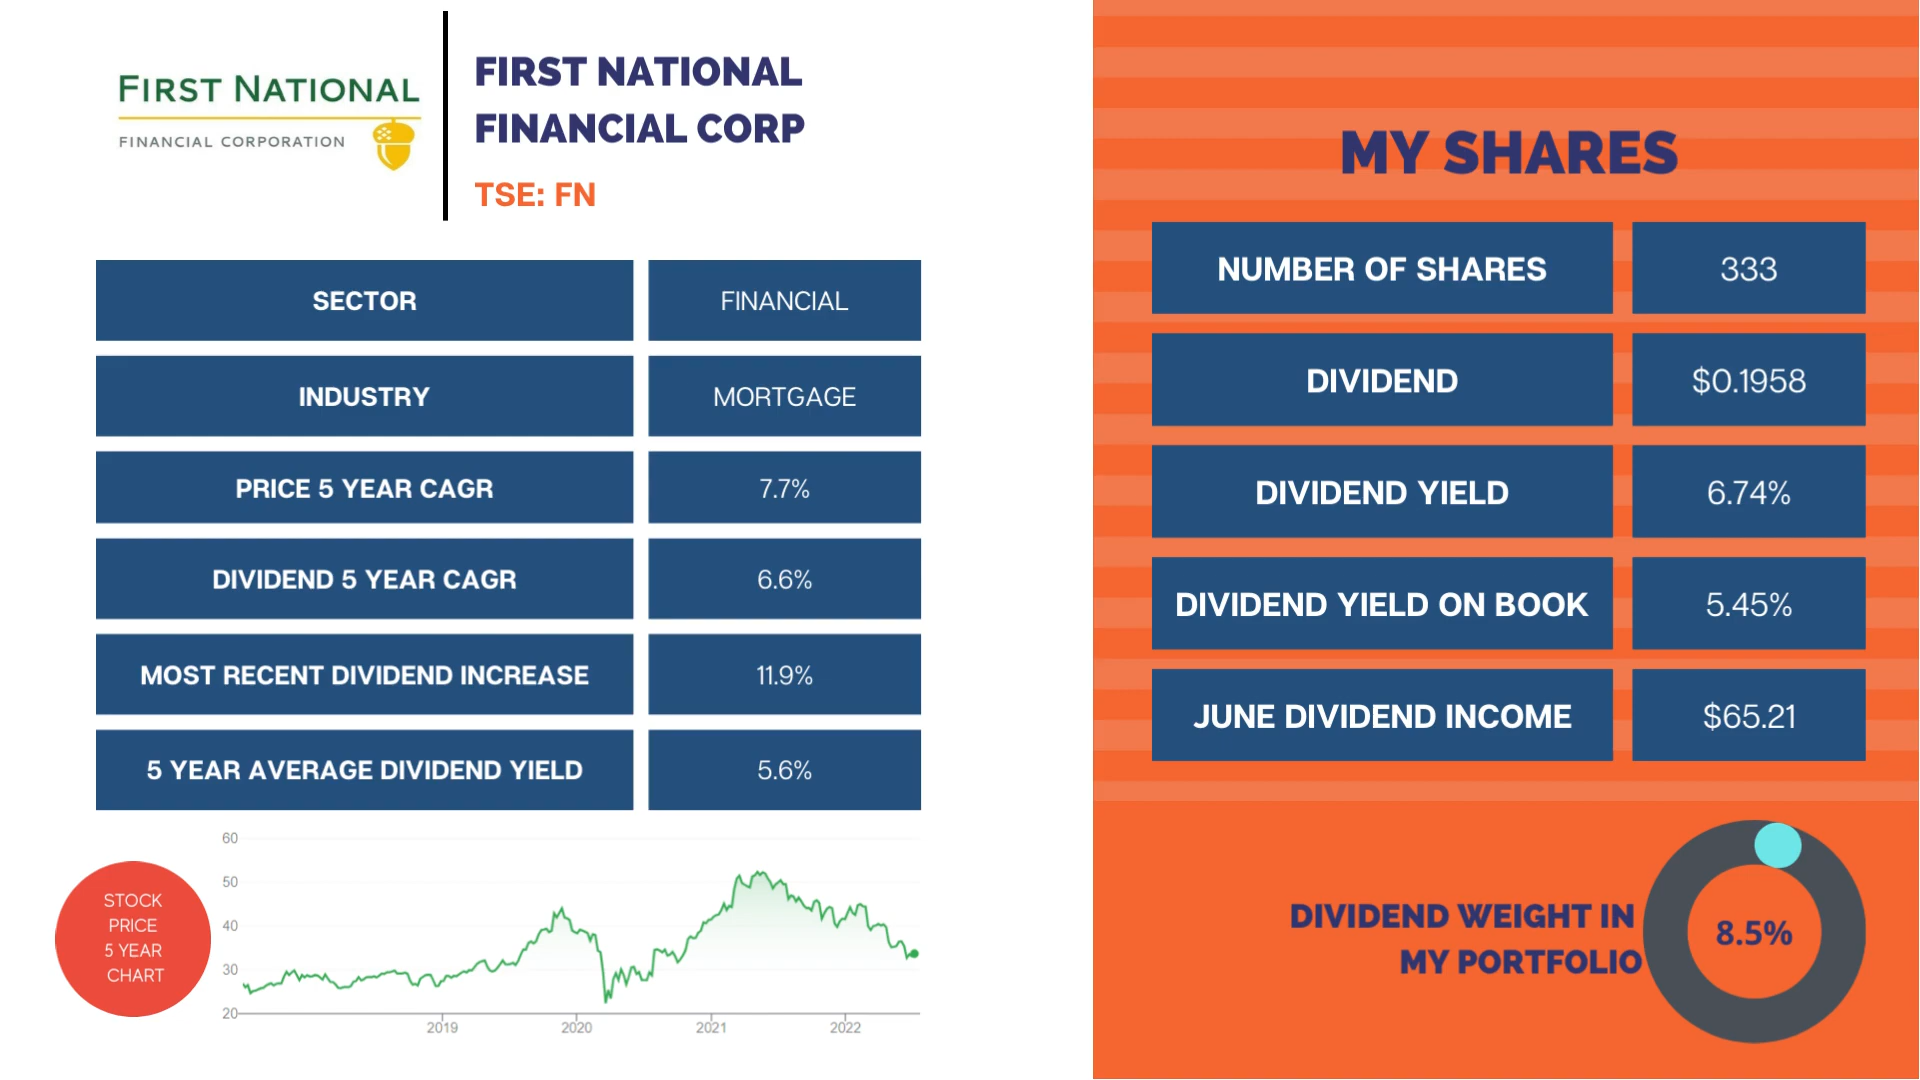 FIRST NATIONAL
FINANCIAL CORPORATION
FIRST NATIONAL
FINANCIAL CORP
TSE: FN
SECTOR FINANCIAL
INDUSTRY MORTGAGE
PRICE 5 YEAR CAGR 7.7%
DIVIDEND 5 YEAR CAGR 6.6%
MOST RECENT DIVIDEND INCREASE 11.9%
5 YEAR AVERAGE DIVIDEND YIELD 5.6%
STOCK
PRICE
5 YEAR
CHART
60
50
40
30
20
2019 2020 2021 2022
MY SHARES
NUMBER OF SHARES 333
DIVIDEND $0.1958
DIVIDEND YIELD 6.74%
DIVIDEND YIELD ON BOOK 5.45%
JUNE DIVIDEND INCOME $65.21
DIVIDEND WEIGHT IN
MY PORTFOLIO
8.5%